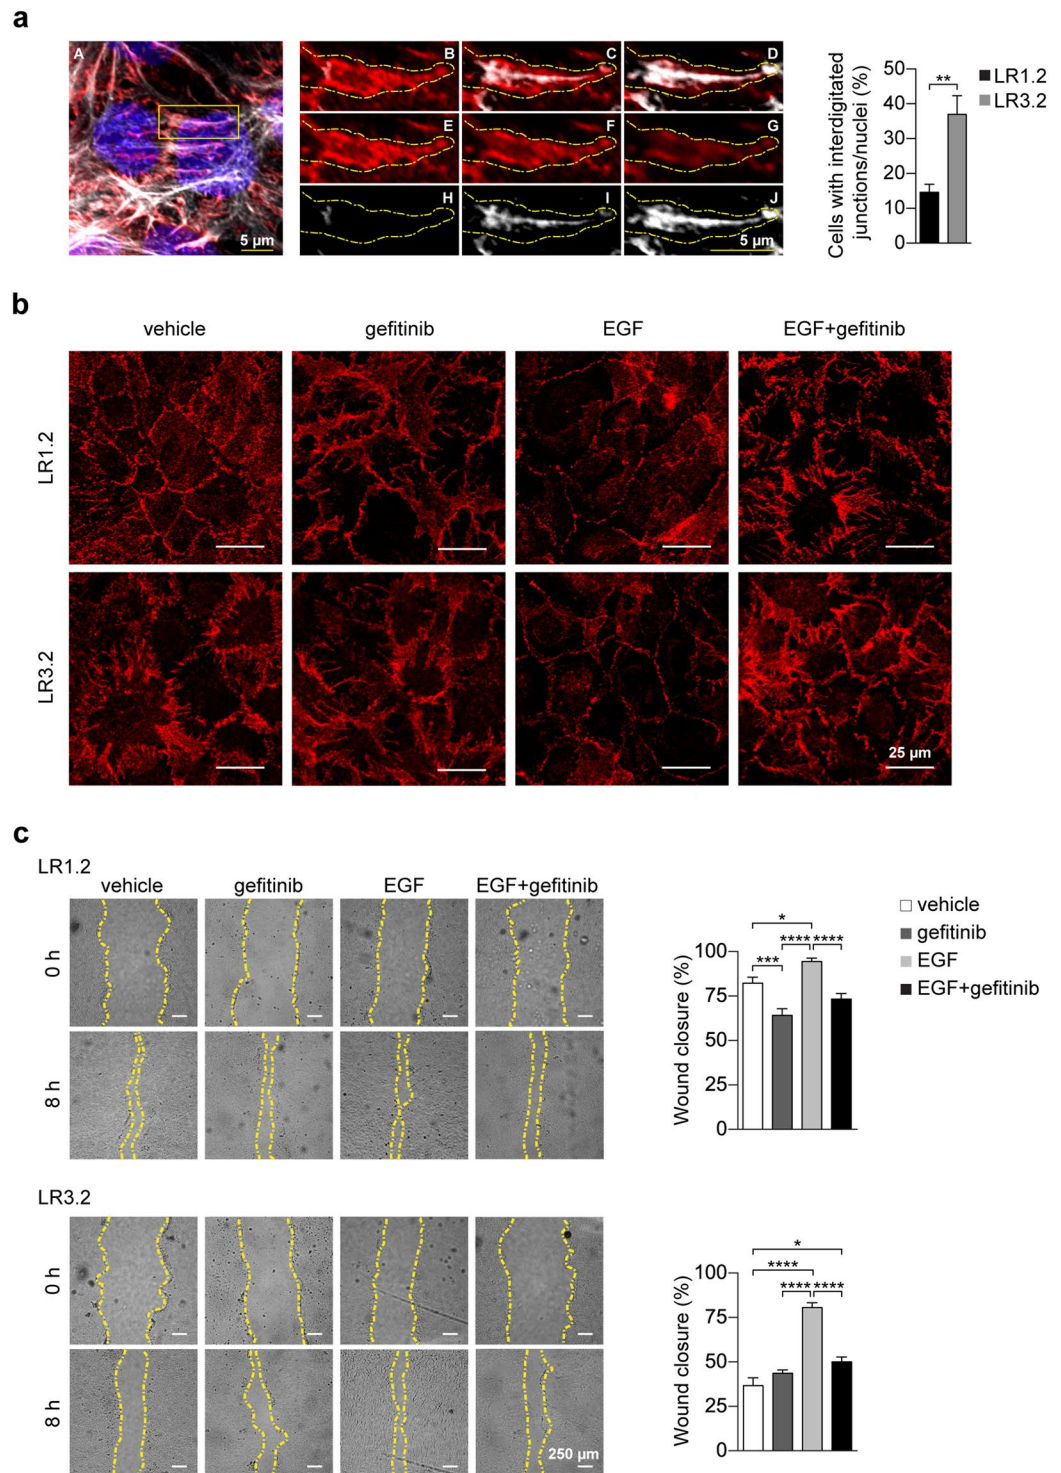 a
A
5 µm
B
C
D
E
F
G
H
I
J
5 µm
Cells with interdigitated
junctions/nuclei (%)
50
40
30
20
10
0
**
LR1.2
LR3.2
b
vehicle
gefitinib
EGF
EGF+gefitinib
LR1.2
LR3.2
25 µm
c
LR1.2
vehicle
gefitinib
EGF
EGF+gefitinib
0 h
8 h
Wound closure (%)
100
75
50
25
0
*
***
****
****
vehicle
gefitinib
EGF
EGF+gefitinib
LR3.2
0 h
8 h
250 µm
Wound closure (%)
100
75
50
25
0
*
****
****
****